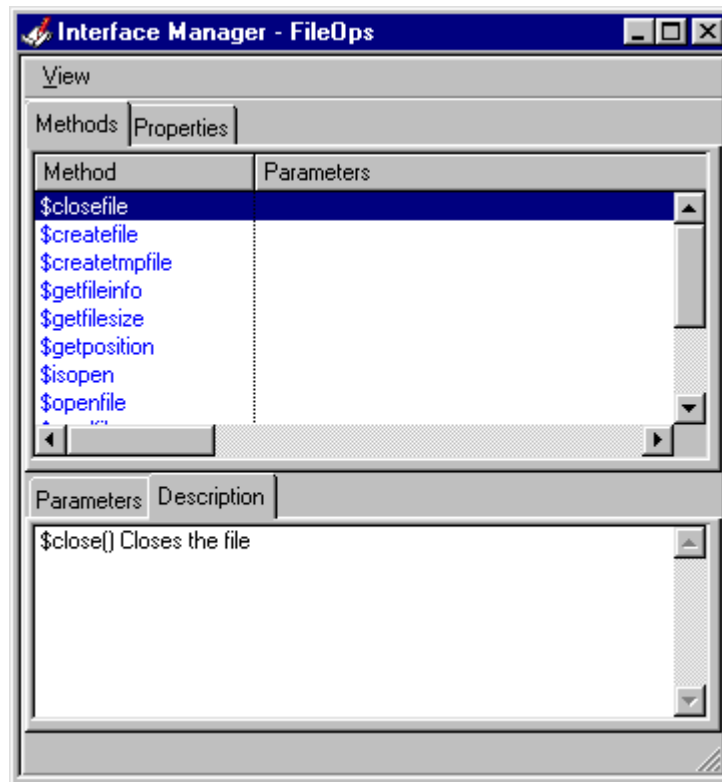 Interface Manager - FileOps
View
Methods Properties
Method Parameters
$closefile
$createfile
$createtmpfile
$getfileinfo
$getfilesize
$getposition
$isopen
$openfile
Parameters Description
$close() Closes the file